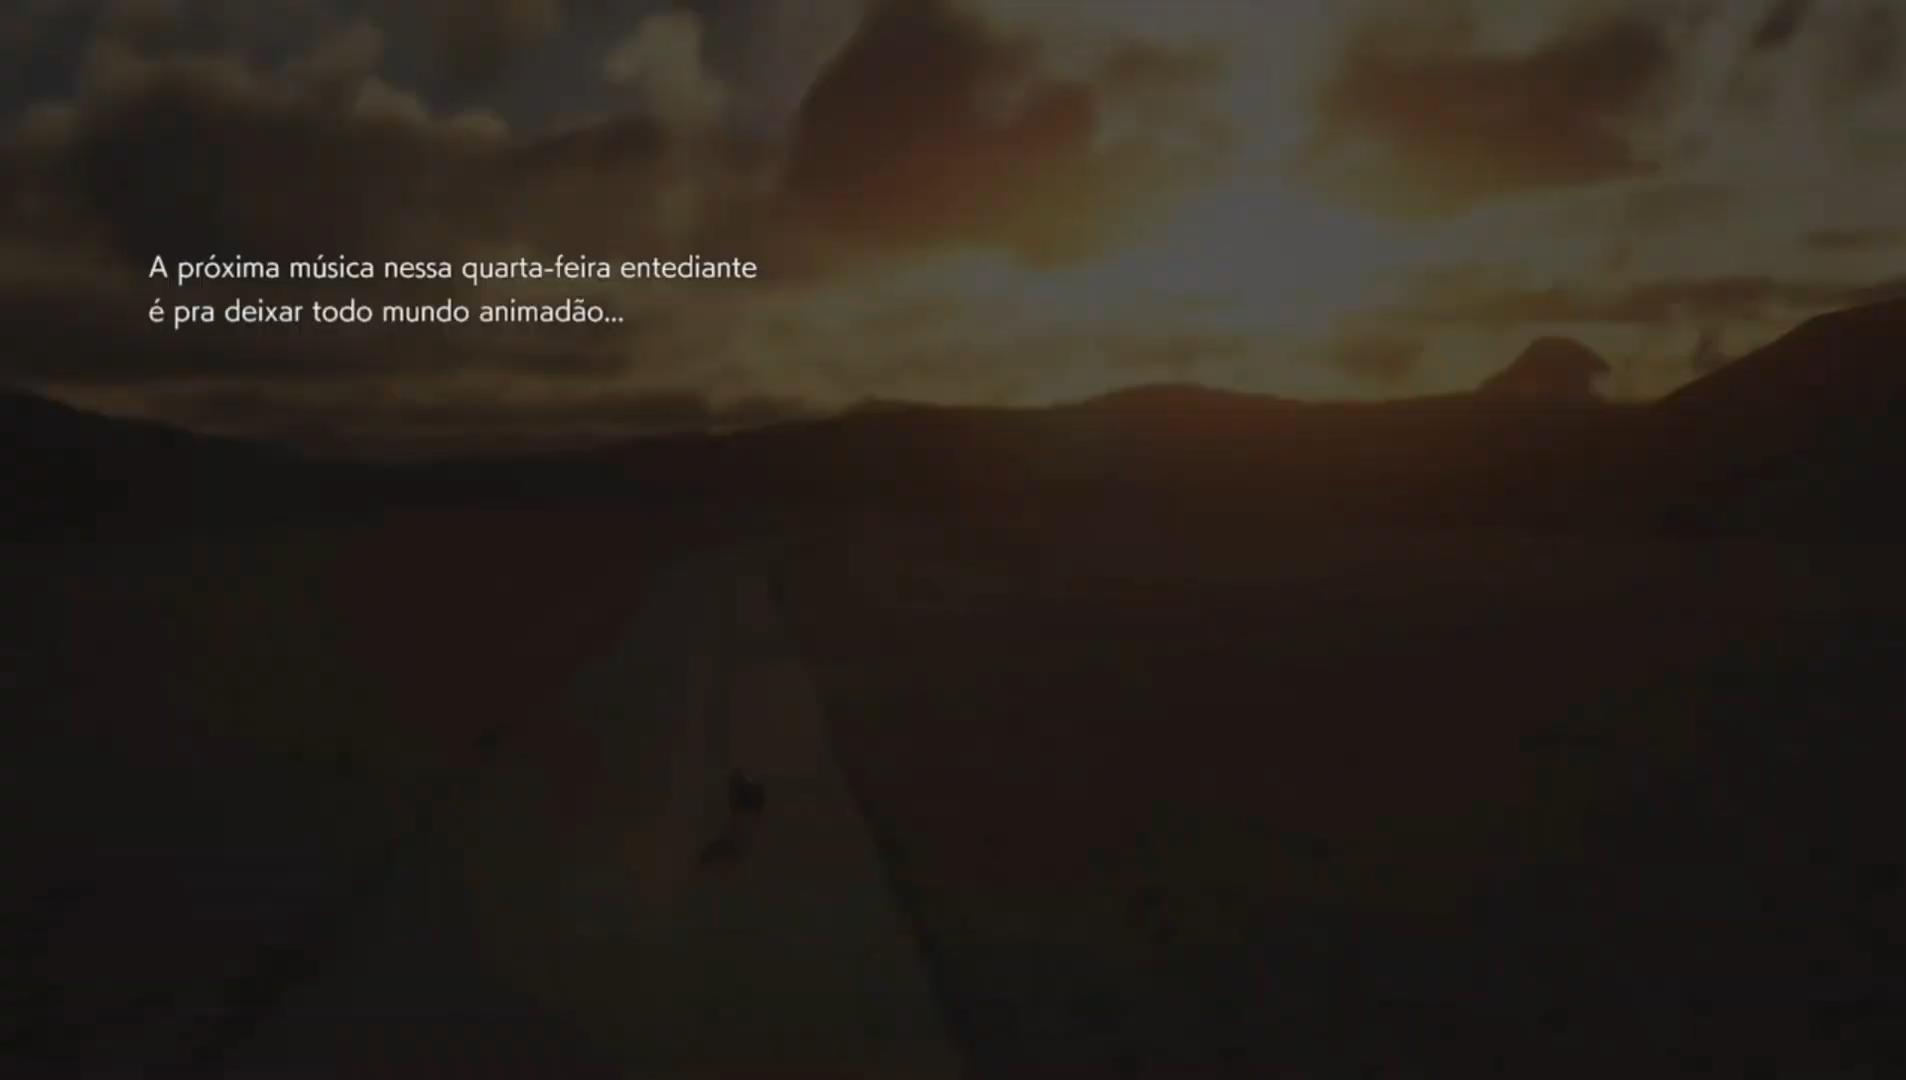 A próxima música nessa quarta-feira entediante
é pra deixar todo mundo animadão...